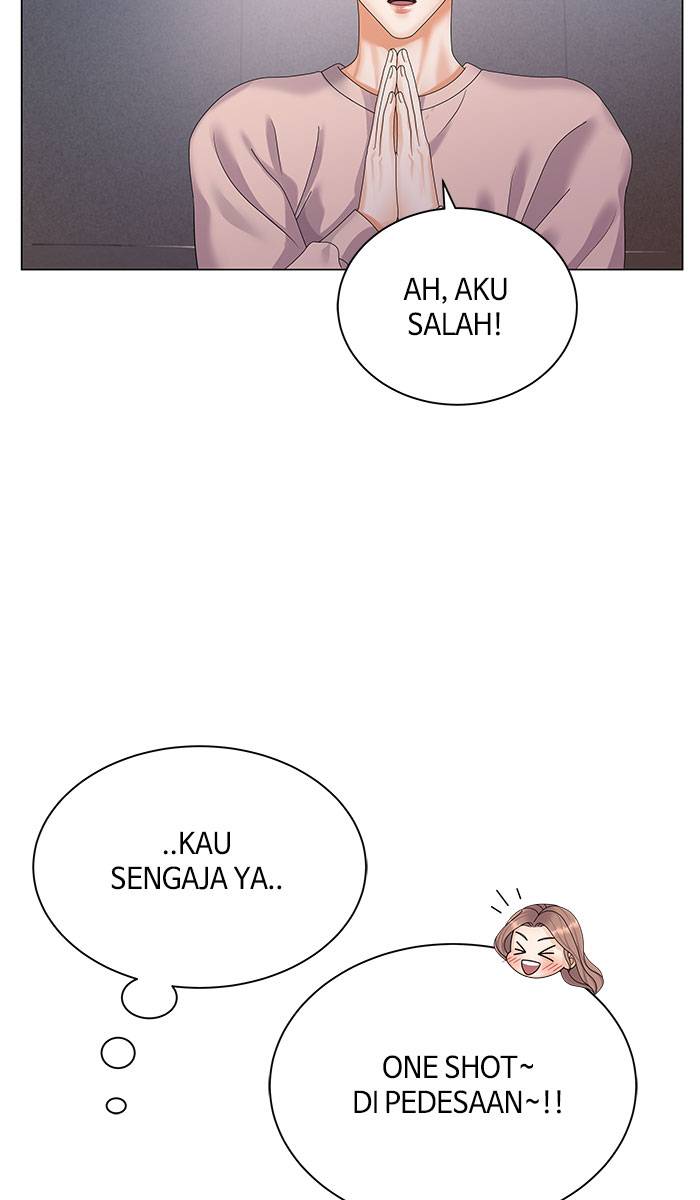 AH, AKU
SALAH!
..KAU
SENGAJA YA..
ONE SHOT~
DI PEDESAAN~!!